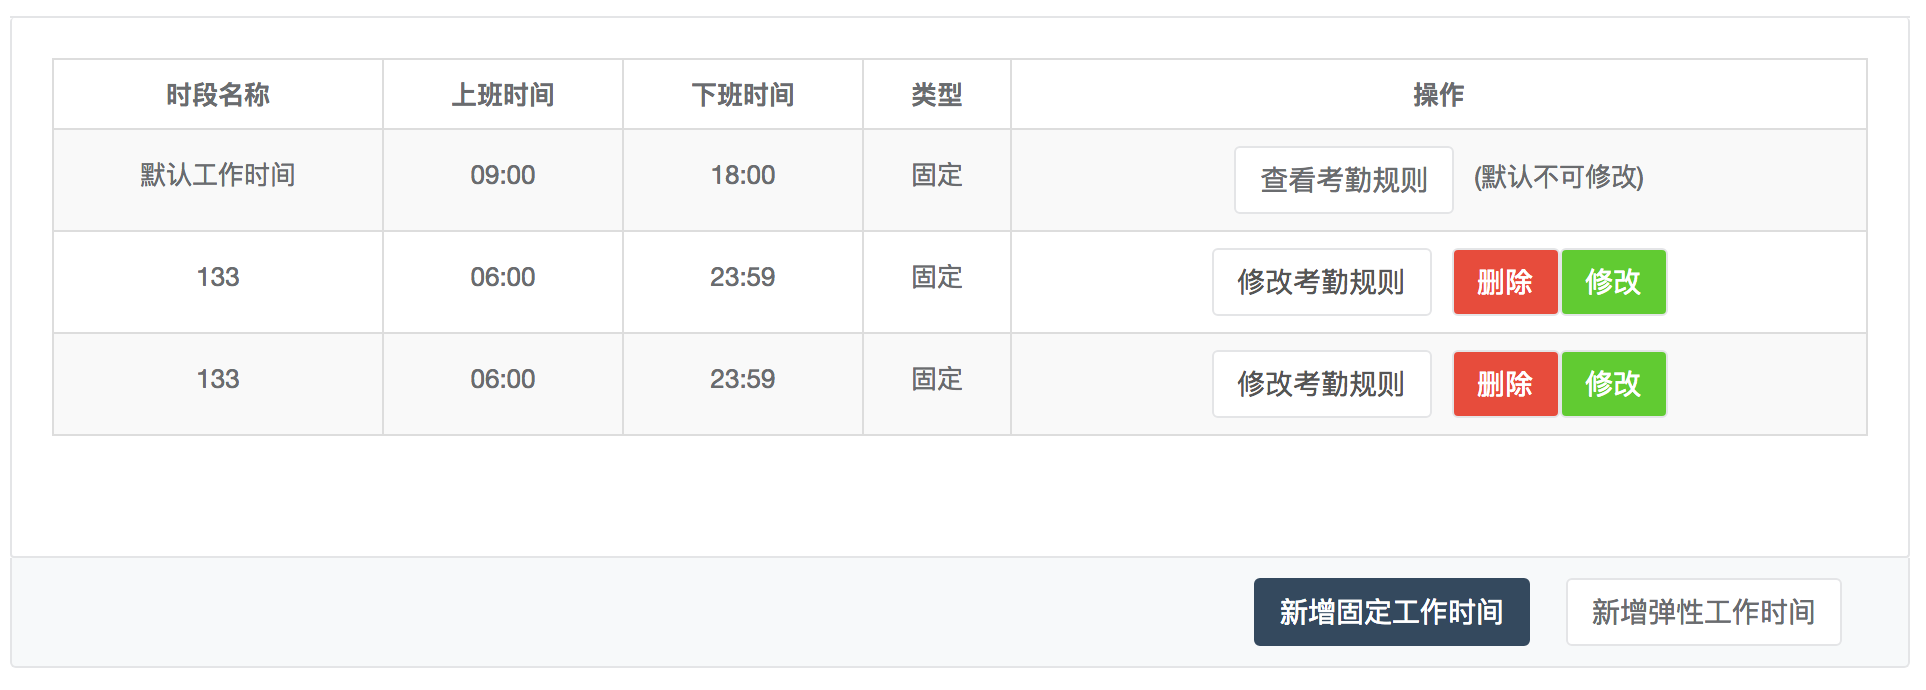 时段名称 上班时间 下班时间 类型 操作
默认工作时间 09:00 18:00 固定 查看考勤规则 (默认不可修改)
133 06:00 23:59 固定 修改考勤规则 删除 修改
133 06:00 23:59 固定 修改考勤规则 删除 修改
新增固定工作时间 新增弹性工作时间